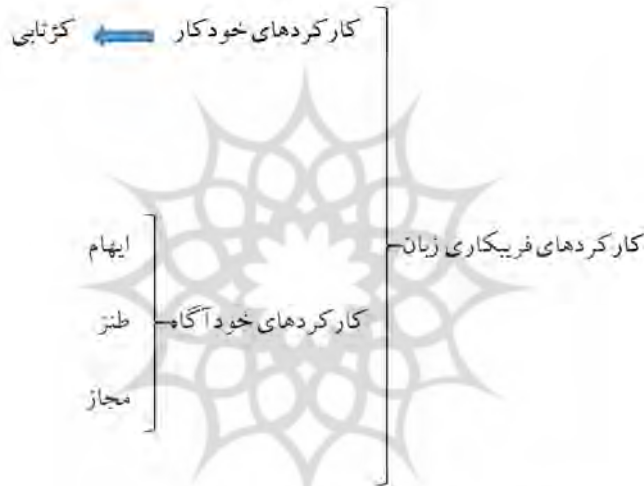 کارکردهای خودکار کژتابی
ایهام
کارکردهای فریبکاری زبان
کارکردهای خودآگاه طنز
مجاز